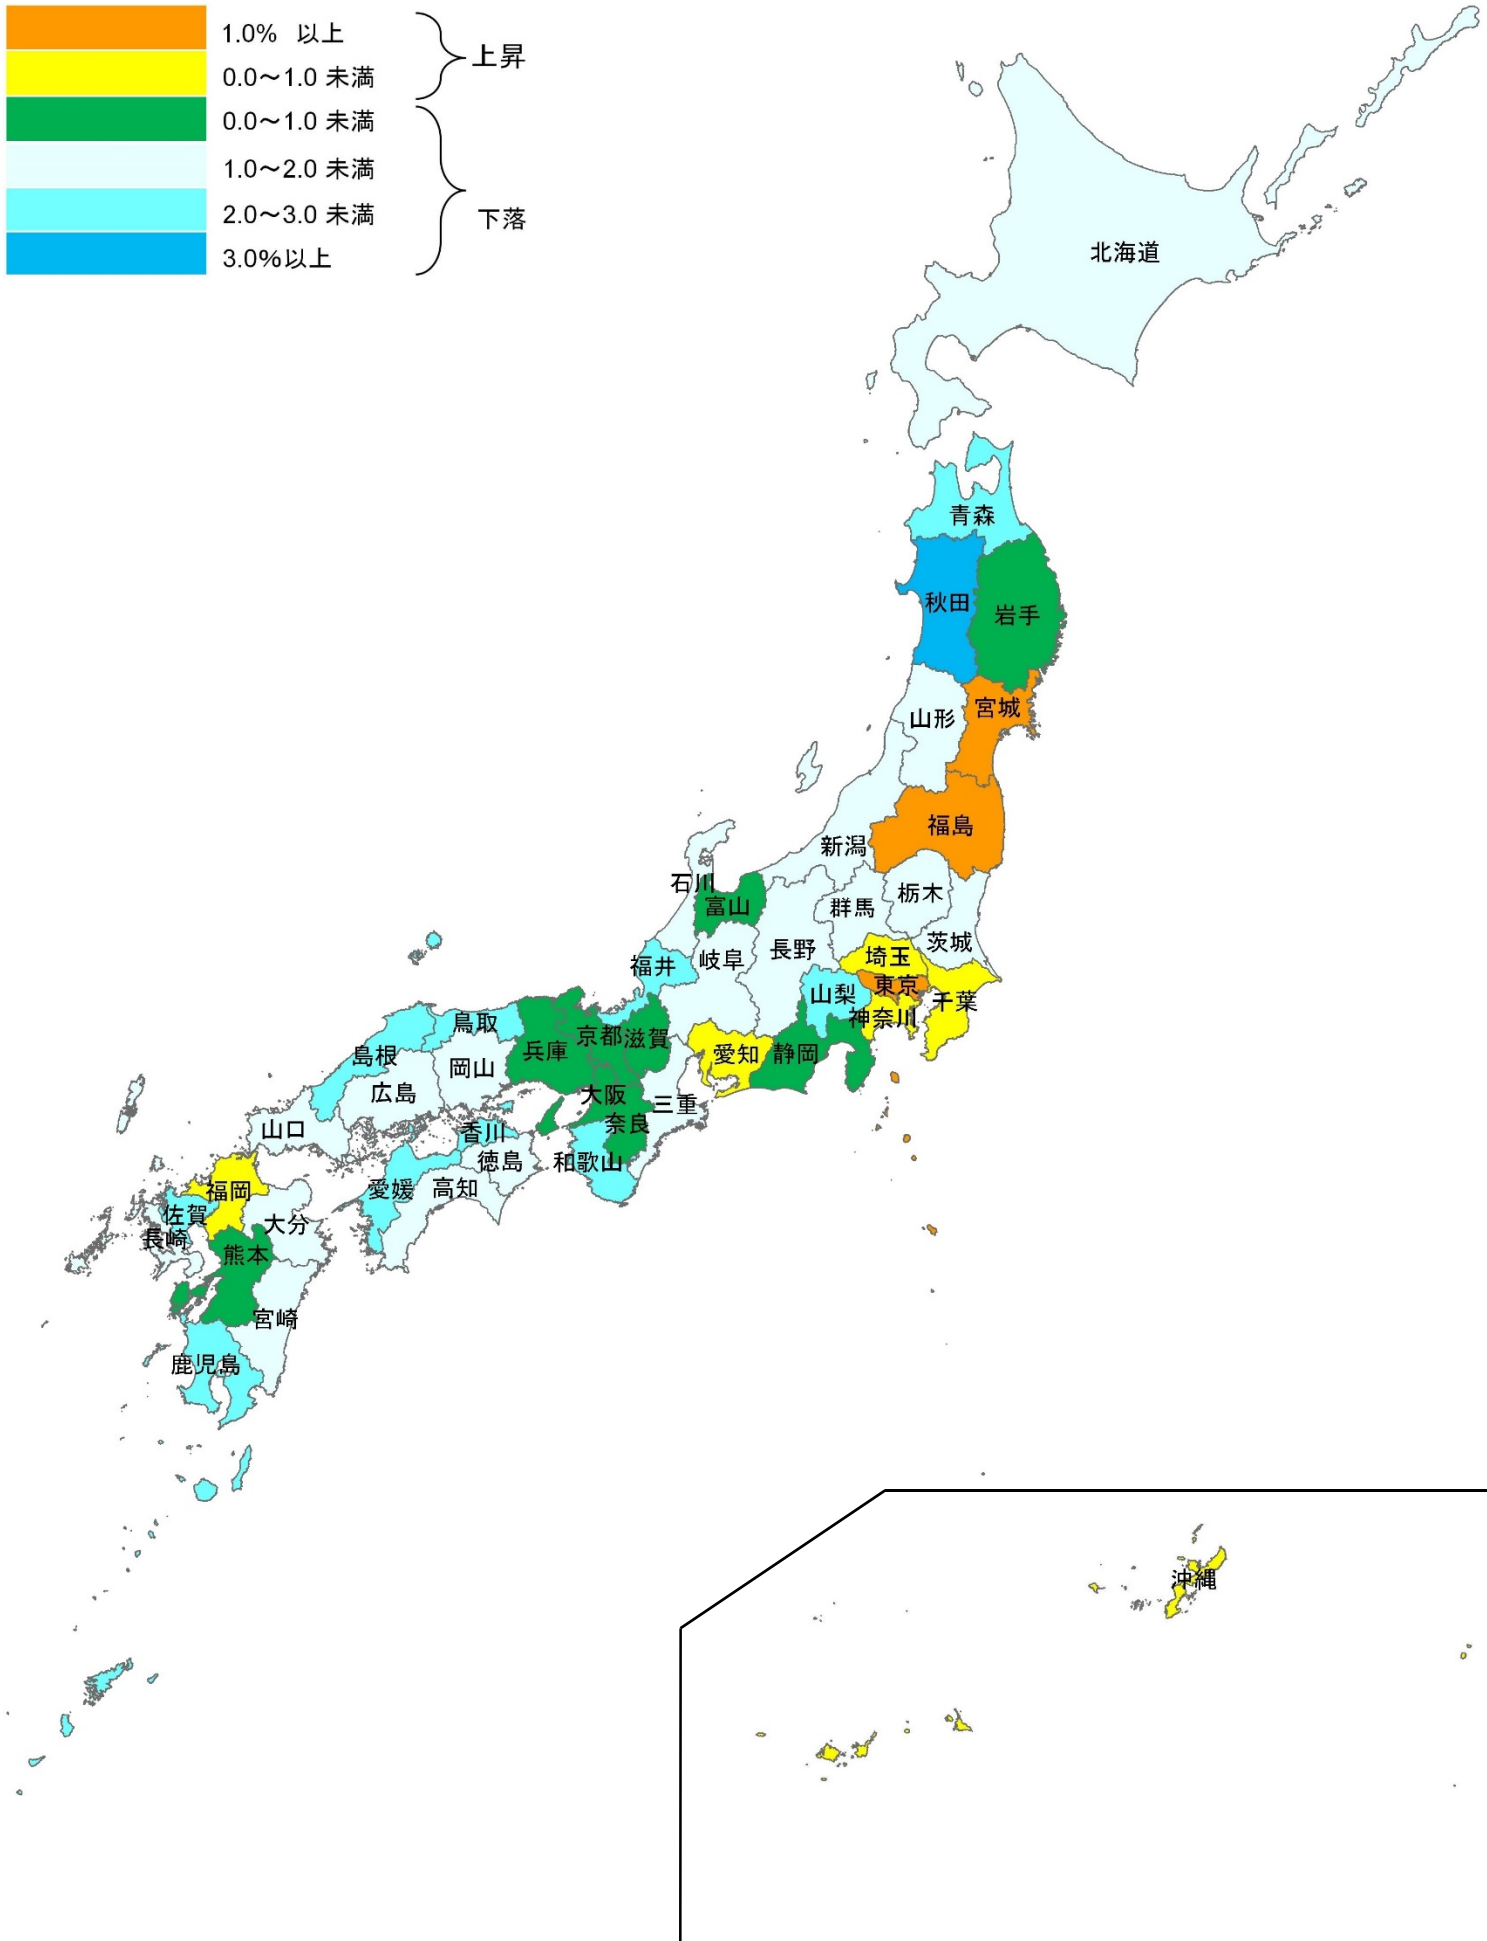 1.0% 以上
0.0～1.0 未満
上昇
0.0～1.0 未満
1.0～2.0 未満
2.0～3.0 未満
3.0%以上
下落
北海道
青森
秋田
岩手
宮城
山形
福島
新潟
石川
富山
群馬
栃木
茨城
長野
岐阜
福井
埼玉
東京
千葉
山梨
神奈川
愛知
静岡
京都
滋賀
兵庫
鳥取
島根
岡山
広島
大阪
奈良
三重
和歌山
山口
香川
徳島
愛媛
高知
福岡
佐賀
長崎
大分
熊本
宮崎
鹿児島
沖縄